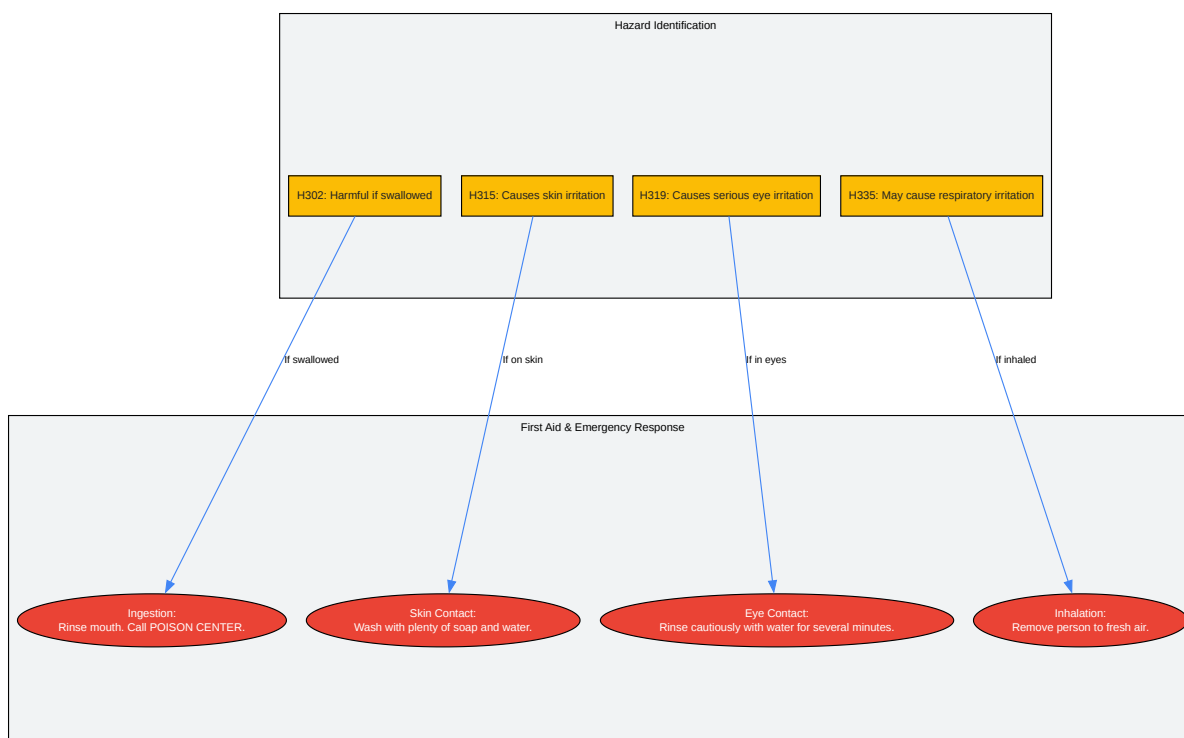 Hazard Identification
H302: Harmful if swallowed
H315: Causes skin irritation
H319: Causes serious eye irritation
H335: May cause respiratory irritation
If swallowed
If on skin
If in eyes
If inhaled
First Aid & Emergency Response
Ingestion:
Rinse mouth. Call POISON CENTER.
Skin Contact:
Wash with plenty of soap and water.
Eye Contact:
Rinse cautiously with water for several minutes.
Inhalation:
Remove person to fresh air.